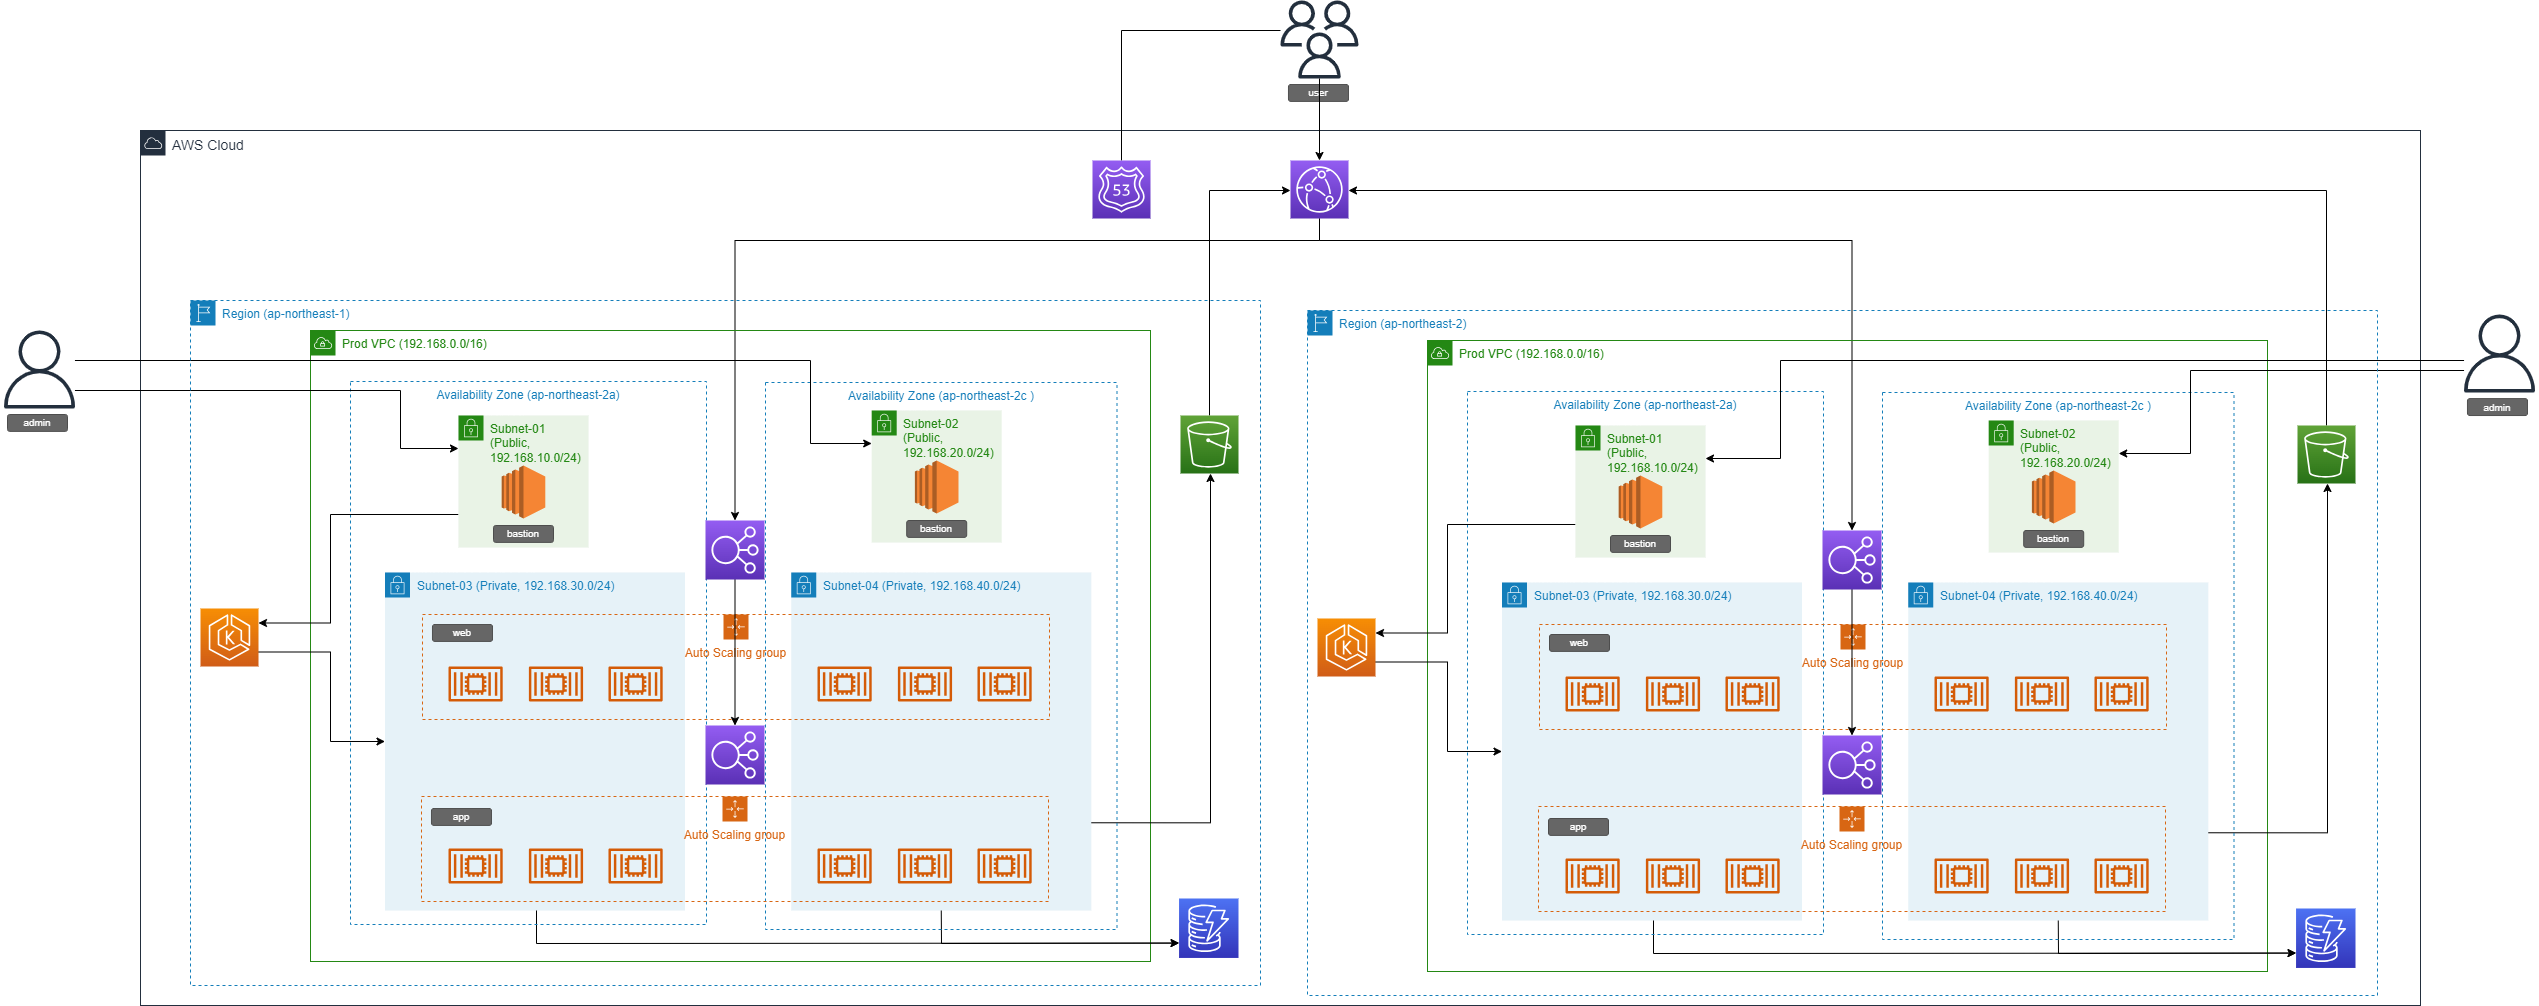 user
AWS Cloud
53
Region (ap-northeast-1)
Prod VPC (192.168.0.0/16)
admin
Availability Zone (ap-northeast-2a)
Subnet-01
(Public,
192.168.10.0/24)
bastion
Availability Zone (ap-northeast-2c )
Subnet-02
(Public,
192.168.20.0/24)
bastion
Subnet-03 (Private, 192.168.30.0/24)
Subnet-04 (Private, 192.168.40.0/24)
K
web
Auto Scaling group
app
Auto Scaling group
Region (ap-northeast-2)
Prod VPC (192.168.0.0/16)
admin
Availability Zone (ap-northeast-2a)
Subnet-01
(Public,
192.168.10.0/24)
bastion
Availability Zone (ap-northeast-2c )
Subnet-02
(Public,
192.168.20.0/24)
bastion
Subnet-03 (Private, 192.168.30.0/24)
Subnet-04 (Private, 192.168.40.0/24)
K
web
Auto Scaling group
app
Auto Scaling group